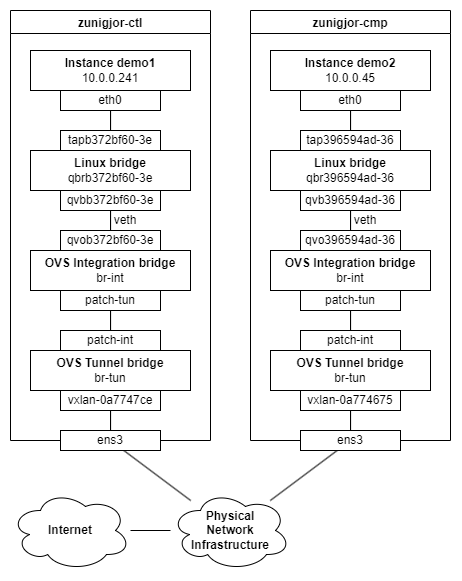 zunigjor-ctl
Instance demo1
10.0.0.241
eth0
tapb372bf60-3e
Linux bridge
qbrb372bf60-3e
qvbb372bf60-3e
veth
qvob372bf60-3e
OVS Integration bridge
br-int
patch-tun
patch-int
OVS Tunnel bridge
br-tun
vxlan-0a7747ce
ens3
zunigjor-cmp
Instance demo2
10.0.0.45
eth0
tap396594ad-36
Linux bridge
qbr396594ad-36
qvb396594ad-36
veth
qvo396594ad-36
OVS Integration bridge
br-int
patch-tun
patch-int
OVS Tunnel bridge
br-tun
vxlan-0a774675
ens3
Internet
Physical
Network
Infrastructure